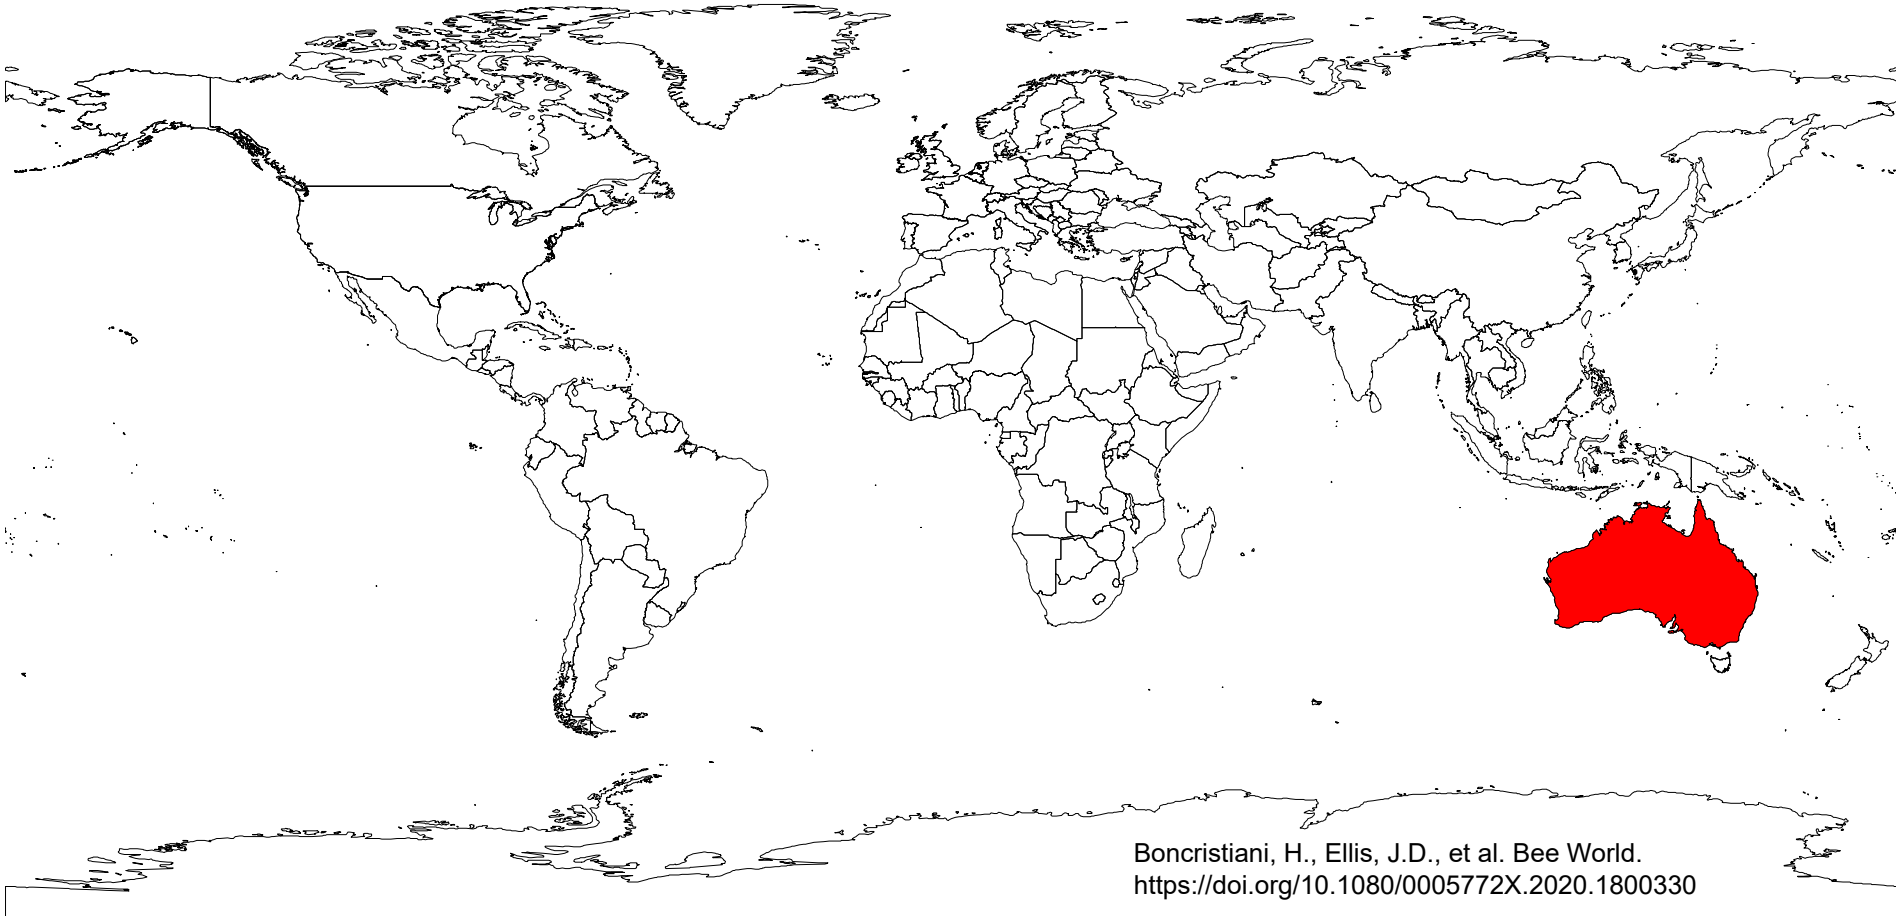 Boncristiani, H., Ellis, J.D., et al. Bee World.
https://doi.org/10.1080/0005772X.2020.1800330